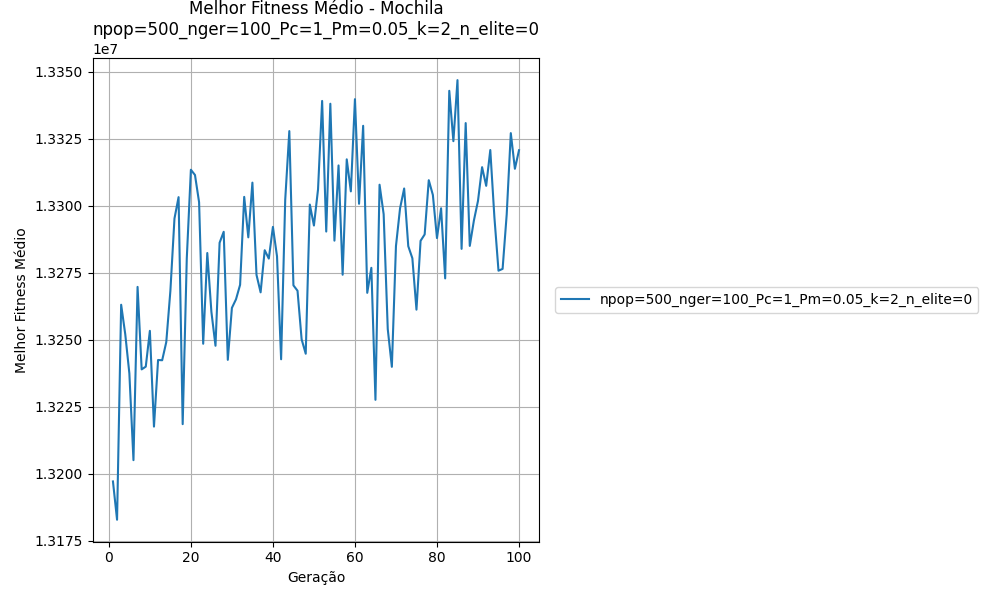 Melhor Fitness Médio - Mochila
npop=500_nger=100_Pc=1_Pm=0.05_k=2_n_elite=0
1e7
1.3350
1.3325
1.3300
1.3275
1.3250
1.3225
1.3200
1.3175
Melhor Fitness Médio
0 20 40 60 80 100
Geração
npop=500_nger=100_Pc=1_Pm=0.05_k=2_n_elite=0